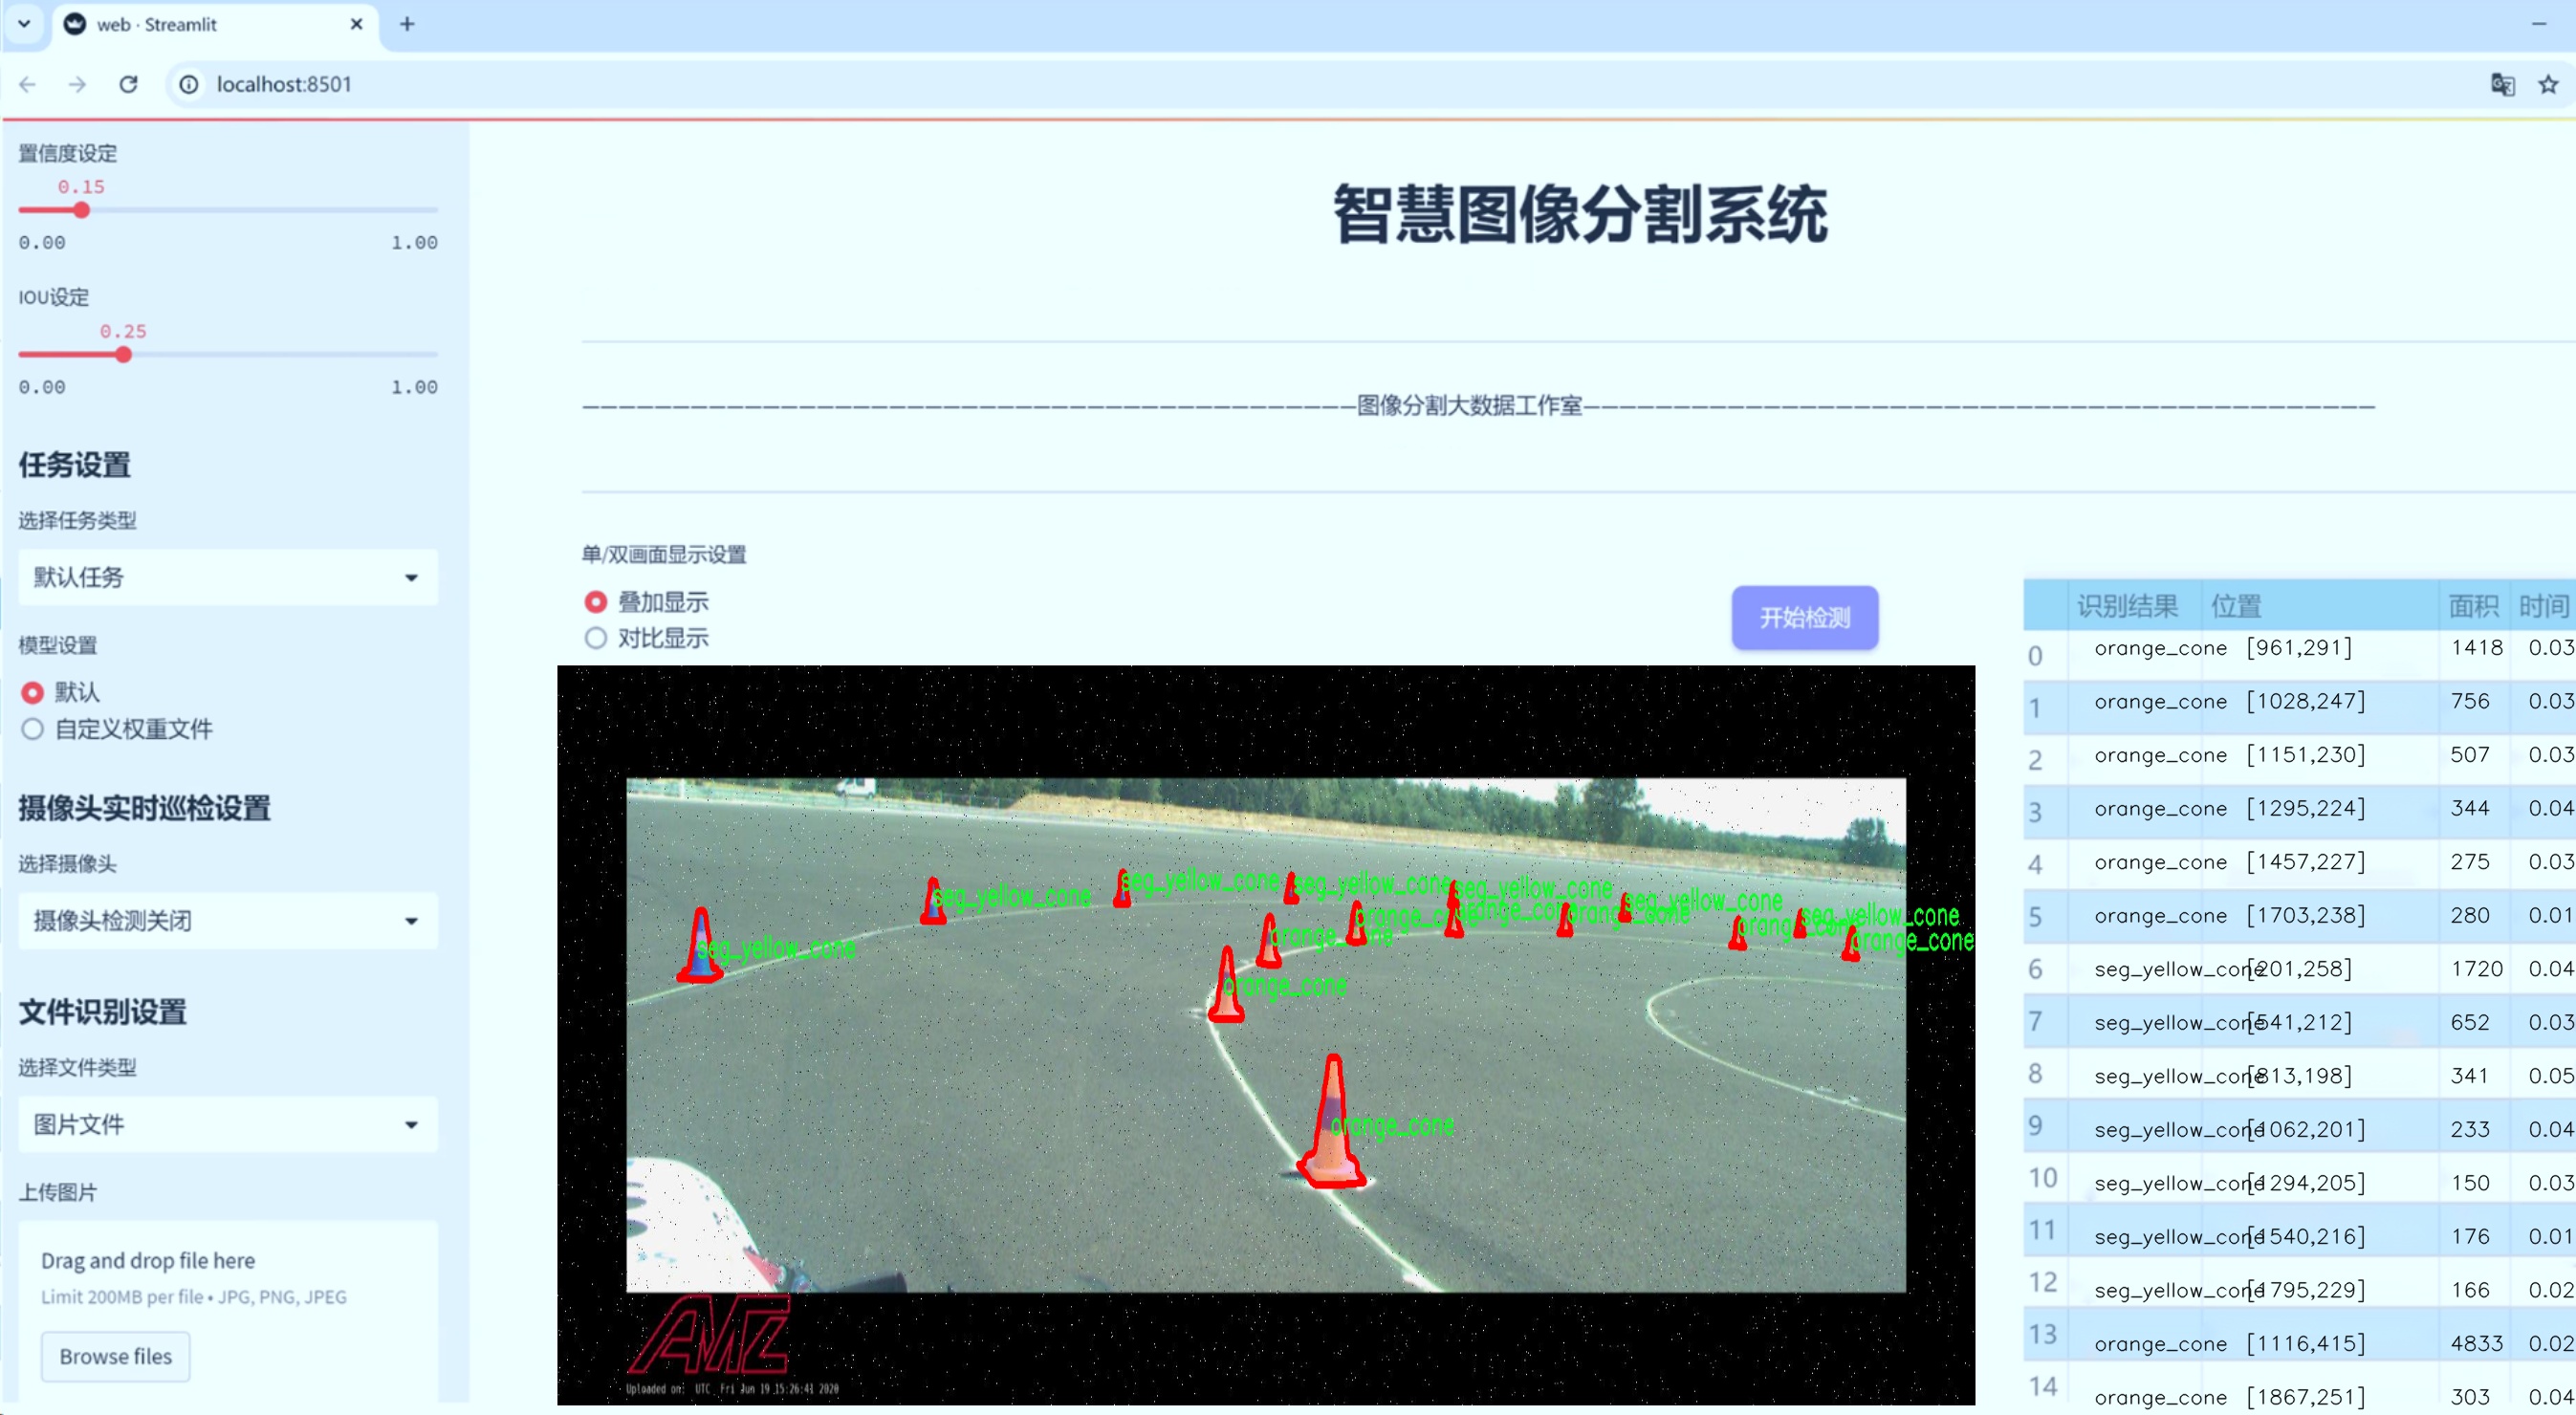 web · Streamlit
localhost:8501
置信度设定
0.15
0.00 1.00
IOU设定
0.25
0.00 1.00
任务设置
选择任务类型
默认任务
模型设置
默认
自定义权重文件
摄像头实时巡检设置
选择摄像头
摄像头检测关闭
文件识别设置
选择文件类型
图片文件
上传图片
Drag and drop file here
Limit 200MB per file • JPG, PNG, JPEG
Browse files
智慧图像分割系统
图像分割大数据工作室
单/双画面显示设置
叠加显示
对比显示
开始检测
seg_yellow_cone
seg_yellow_cone
seg_yellow_cone
seg_yellow_cone
seg_yellow_cone
seg_yellow_cone
seg_yellow_cone
orange_cone
orange_cone
orange_cone
orange_cone
orange_cone
orange_cone
orange_cone
orange_cone
AMZ
Uploaded on: UTC Fri Jun 19 15:26:41 2020
识别结果 位置 面积 时间
0 orange_cone [961,291] 1418 0.03
1 orange_cone [1028,247] 756 0.03
2 orange_cone [1151,230] 507 0.03
3 orange_cone [1295,224] 344 0.04
4 orange_cone [1457,227] 275 0.03
5 orange_cone [1703,238] 280 0.01
6 seg_yellow_cone [201,258] 1720 0.04
7 seg_yellow_cone [541,212] 652 0.03
8 seg_yellow_cone [813,198] 341 0.05
9 seg_yellow_cone [1062,201] 233 0.04
10 seg_yellow_cone [1294,205] 150 0.03
11 seg_yellow_cone [1540,216] 176 0.01
12 seg_yellow_cone [1795,229] 166 0.02
13 orange_cone [1116,415] 4833 0.02
14 orange_cone [1867,251] 303 0.04